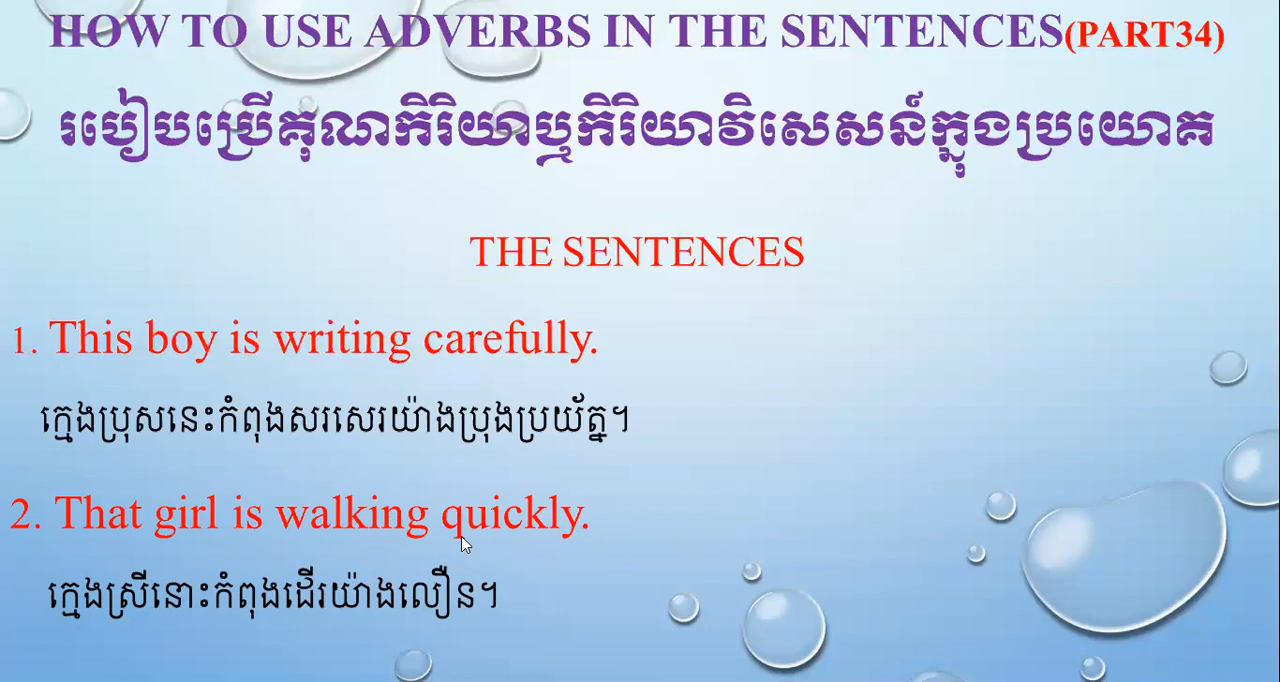 HOW TO USE ADVERBS IN THE SENTENCES(PART34)
របៀបប្រើគុណកិរិយាឬកិរិយាវិសេសន៍ក្នុងប្រយោគ
THE SENTENCES
1. This boy is writing carefully.
ក្មេងប្រុសនេះកំពុងសរសេរយ៉ាងប្រុងប្រយ័ត្ន។
2. That girl is walking quickly.
ក្មេងស្រីនោះកំពុងដើរយ៉ាងលឿន។